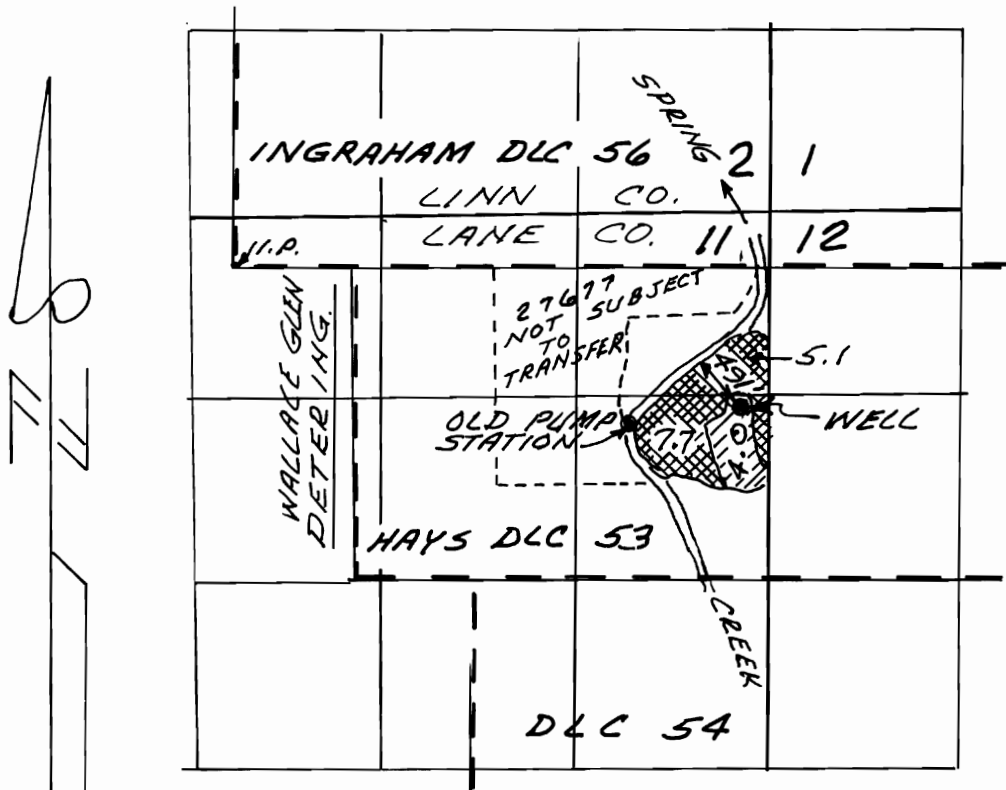 SPRING
INGRAHAM DLC 56
2
1
LINN CO.
LANE CO.
11
12
27677
NOT SUBJECT
TO
TRANSFER
5.1
491'
WELL
OLD PUMP
STATION
7.7
WALLACE GLEN
DETERING.
HAYS DLC 53
CREEK
DLC 54